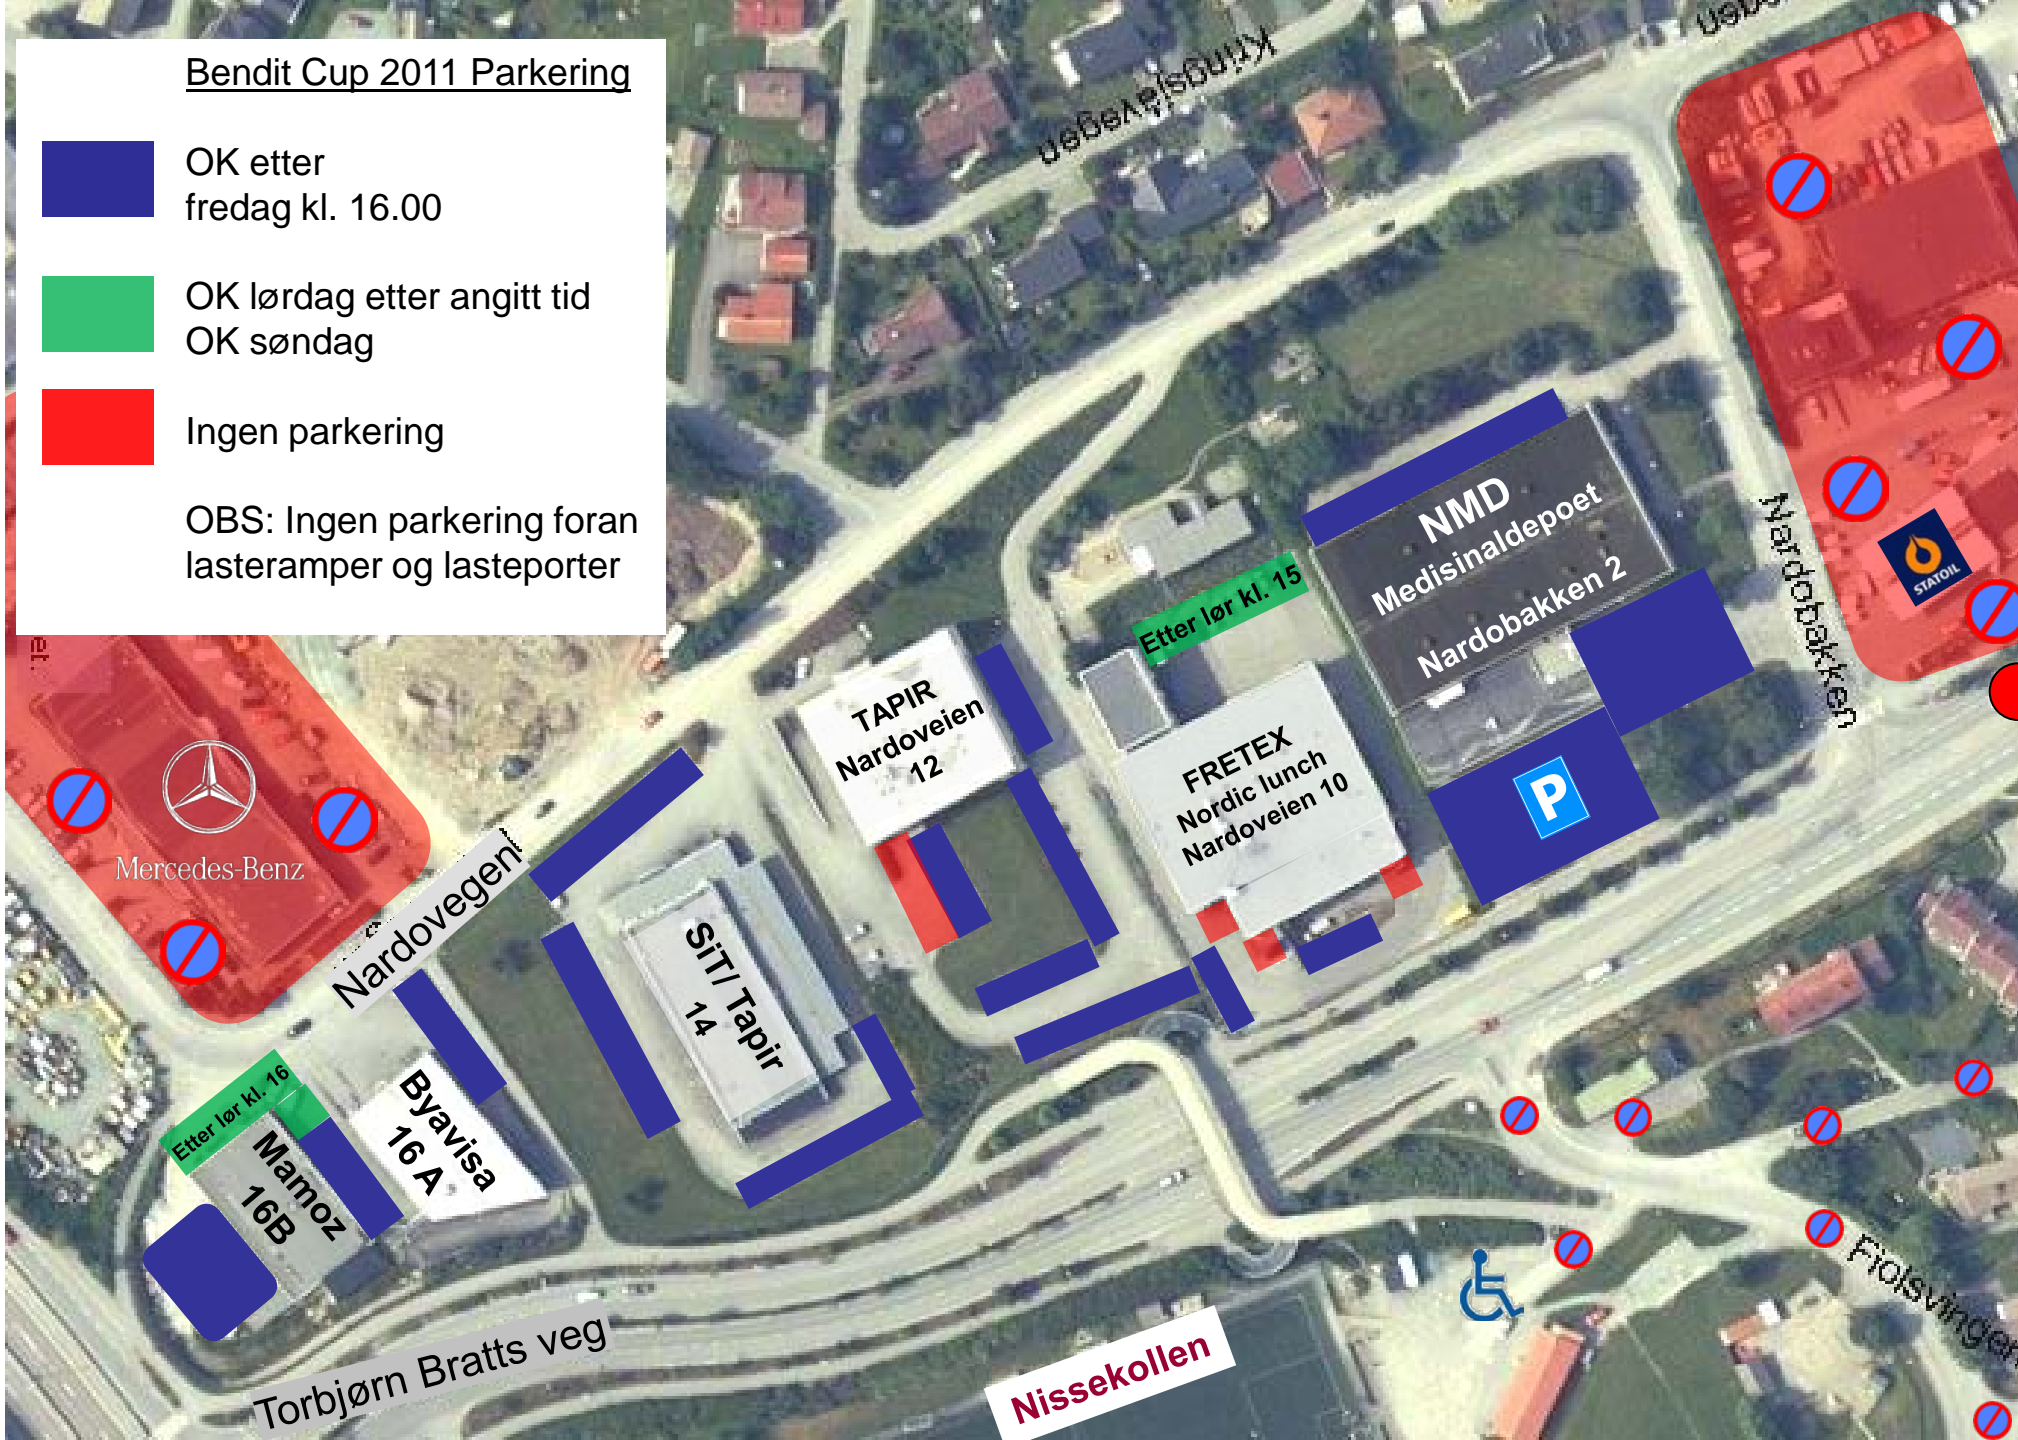 Bendit Cup 2011 Parkering
OK etter
fredag kl. 16.00
OK lørdag etter angitt tid
OK søndag
Ingen parkering
OBS: Ingen parkering foran
lasteramper og lasteporter
Kringsjåvegen
NMD
Medisinaldepoet
Nardobakken 2
Nardobakken
STATOIL
Etter lør kl. 15
TAPIR
Nardoveien
12
FRETEX
Nordic lunch
Nardoveien 10
P
Mercedes-Benz
Nardovegen
SiT/ Tapir
14
Etter lør kl. 16
Mamoz
16B
Byavisa
16 A
Torbjørn Bratts veg
Nissekollen
Fiolsvingen